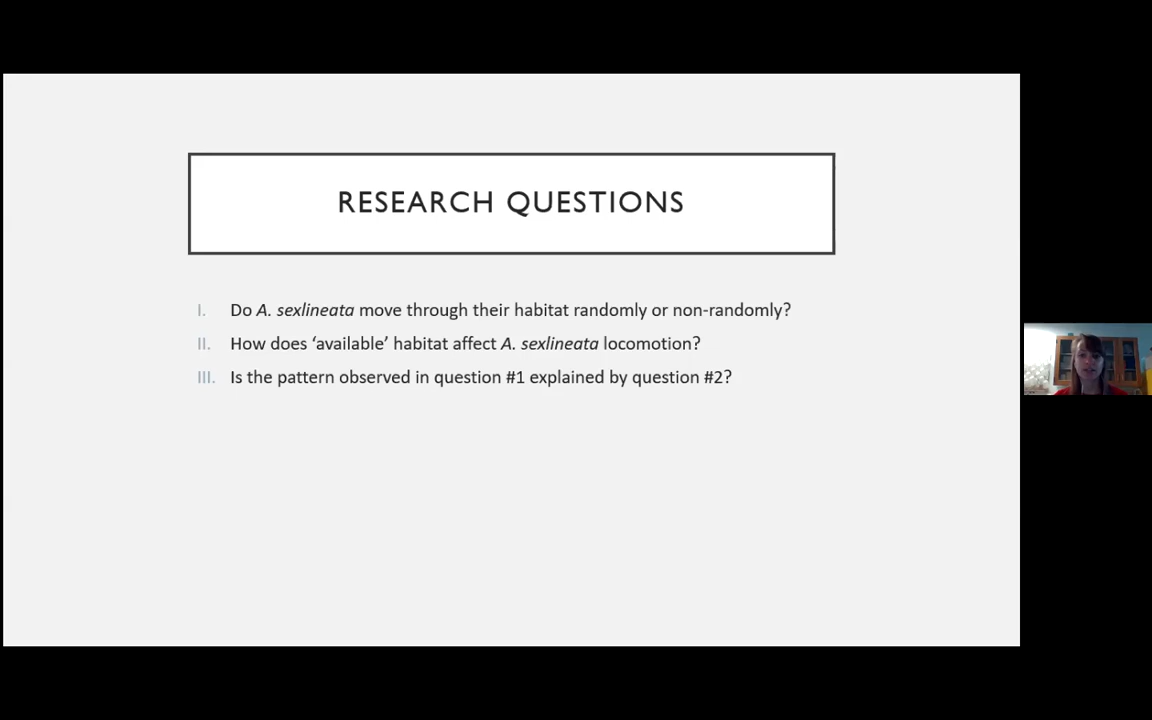 RESEARCH QUESTIONS
I. Do A. sexlineata move through their habitat randomly or non-randomly?
II. How does ‘available’ habitat affect A. sexlineata locomotion?
III. Is the pattern observed in question #1 explained by question #2?